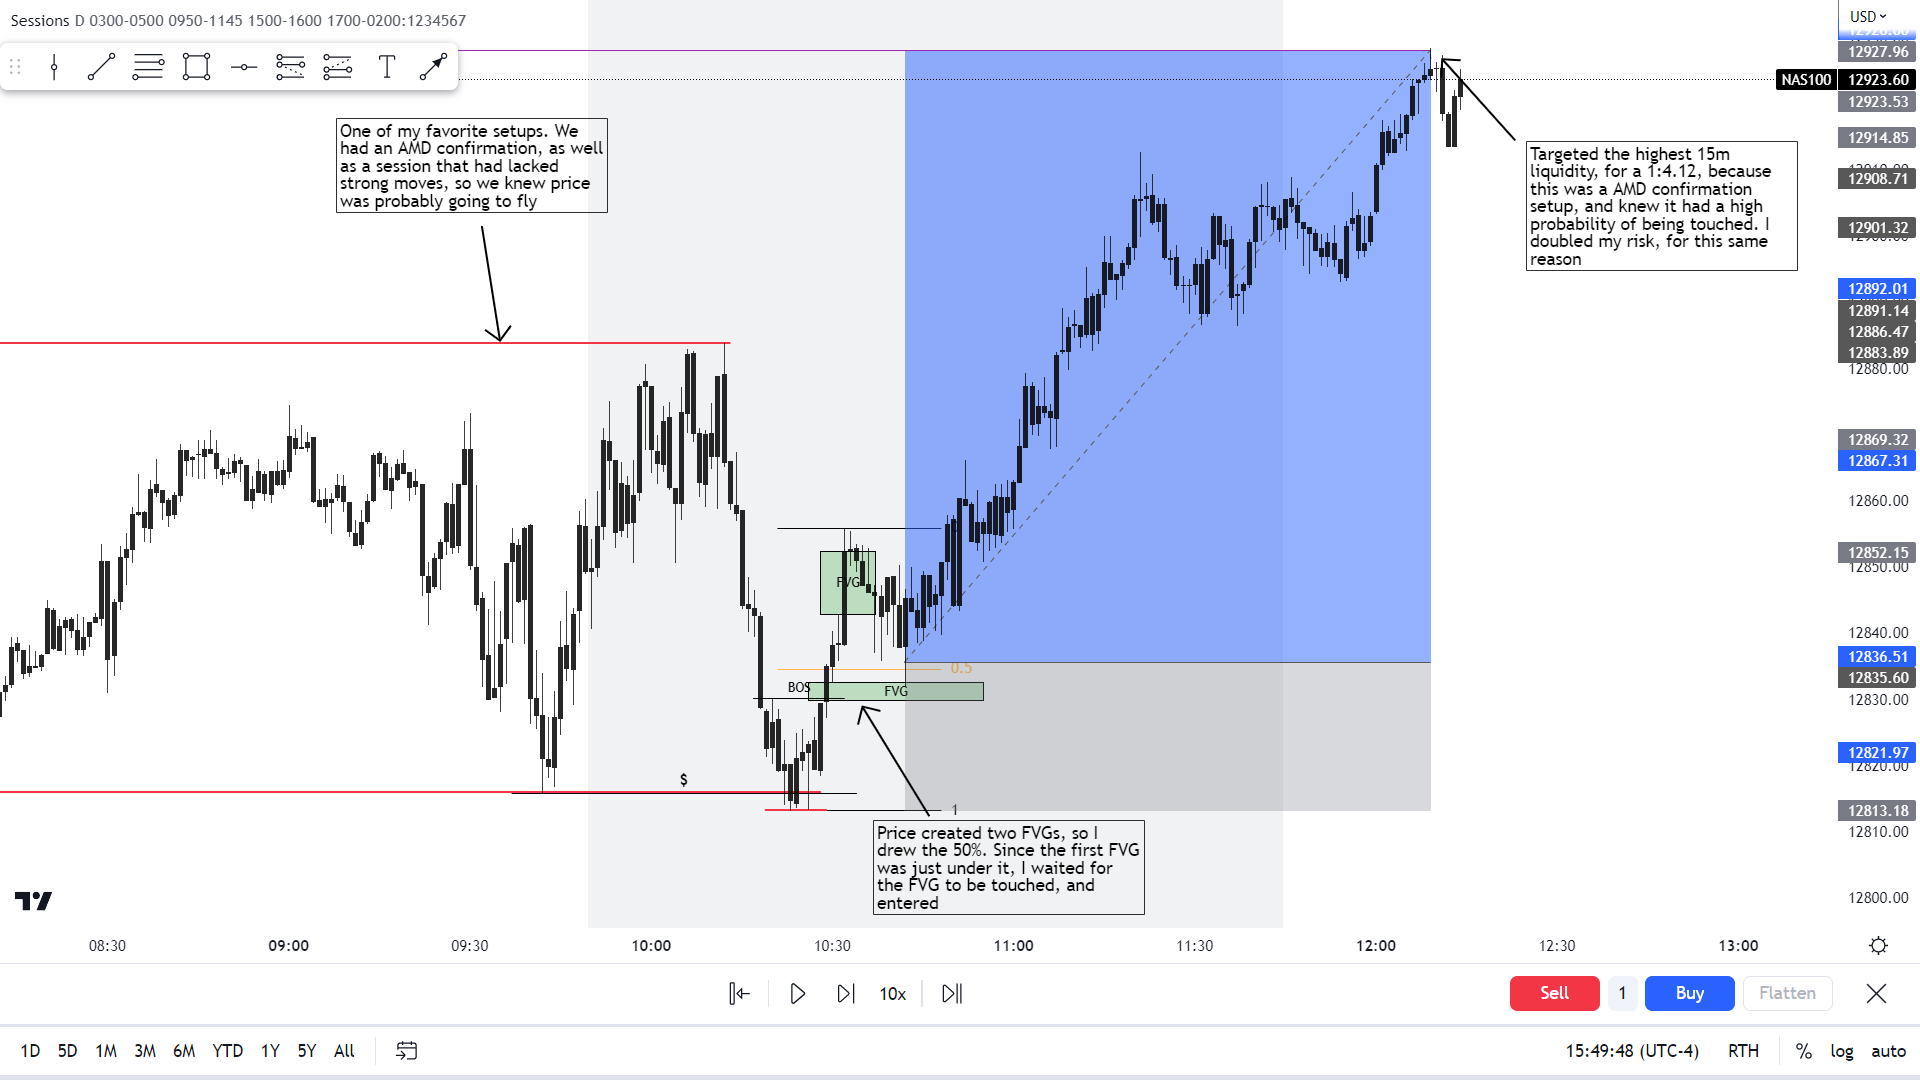 Sessions D 0300-0500 0950-1145 1500-1600 1700-0200:1234567
USD
12927.96
NAS100 12923.60
12923.53
One of my favorite setups. We
had an AMD confirmation, as well
as a session that had lacked
strong moves, so we knew price
was probably going to fly
12914.85
Targeted the highest 15m
liquidity, for a 1:4.12, because
this was a AMD confirmation
setup, and knew it had a high
probability of being touched. I
doubled my risk, for this same
reason
12908.71
12901.32
12892.01
12891.14
12886.47
12883.89
12880.00
12869.32
12867.31
12860.00
12852.15
12850.00
FVG
12840.00
12836.51
0.5
12835.60
BOS
FVG
12830.00
12821.97
12820.00
$
1
12813.18
12810.00
Price created two FVGs, so I
drew the 50%. Since the first FVG
was just under it, I waited for
the FVG to be touched, and
entered
12800.00
08:30 09:00 09:30 10:00 10:30 11:00 11:30 12:00 12:30 13:00
10x
Sell 1 Buy Flatten
1D 5D 1M 3M 6M YTD 1Y 5Y All
15:49:48 (UTC-4) RTH % log auto